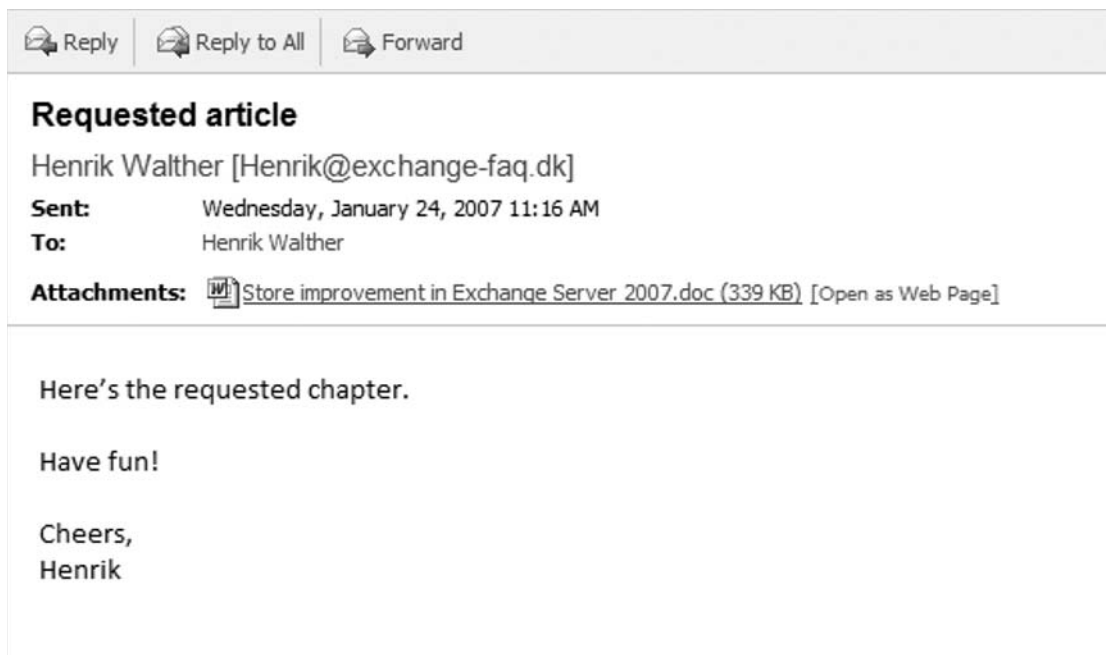 Reply Reply to All Forward
Requested article
Henrik Walther [Henrik@exchange-faq.dk]
Sent: Wednesday, January 24, 2007 11:16 AM
To: Henrik Walther
Attachments: Store improvement in Exchange Server 2007.doc (339 KB) [Open as Web Page]
Here’s the requested chapter.
Have fun!
Cheers,
Henrik